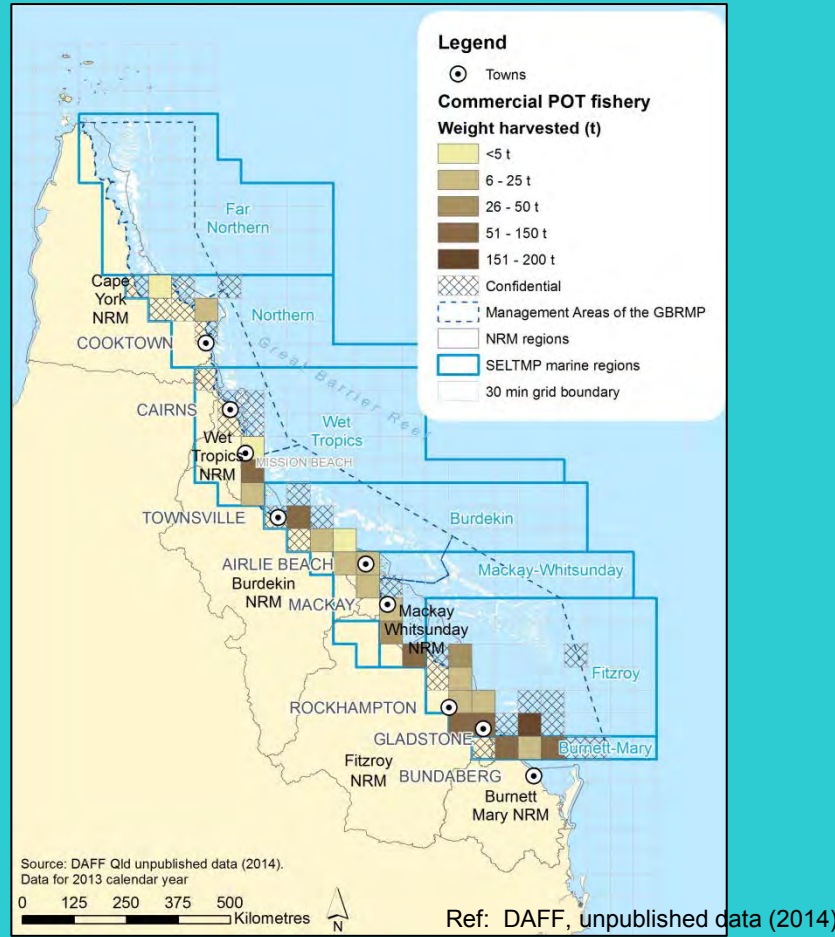 Legend
Towns
Commercial POT fishery
Weight harvested (t)
<5 t
6 - 25 t
26 - 50 t
51 - 150 t
151 - 200 t
Confidential
Management Areas of the GBRMP
NRM regions
SELTMP marine regions
30 min grid boundary
Far
Northern
Cape
York
NRM
Northern
COOKTOWN
Great Barrier Reef
CAIRNS
Wet
Tropics
Wet
Tropics
NRM
MISSION BEACH
TOWNSVILLE
Burdekin
AIRLIE BEACH
Mackay-Whitsunday
Burdekin
NRM
MACKAY
Mackay
Whitsunday
NRM
Fitzroy
ROCKHAMPTON
GLADSTONE
Burnett-Mary
Fitzroy
NRM
BUNDABERG
Burnett
Mary NRM
Source: DAFF Qld unpublished data (2014).
Data for 2013 calendar year
0 125 250 375 500
Kilometres
N
Ref: DAFF, unpublished data (2014)